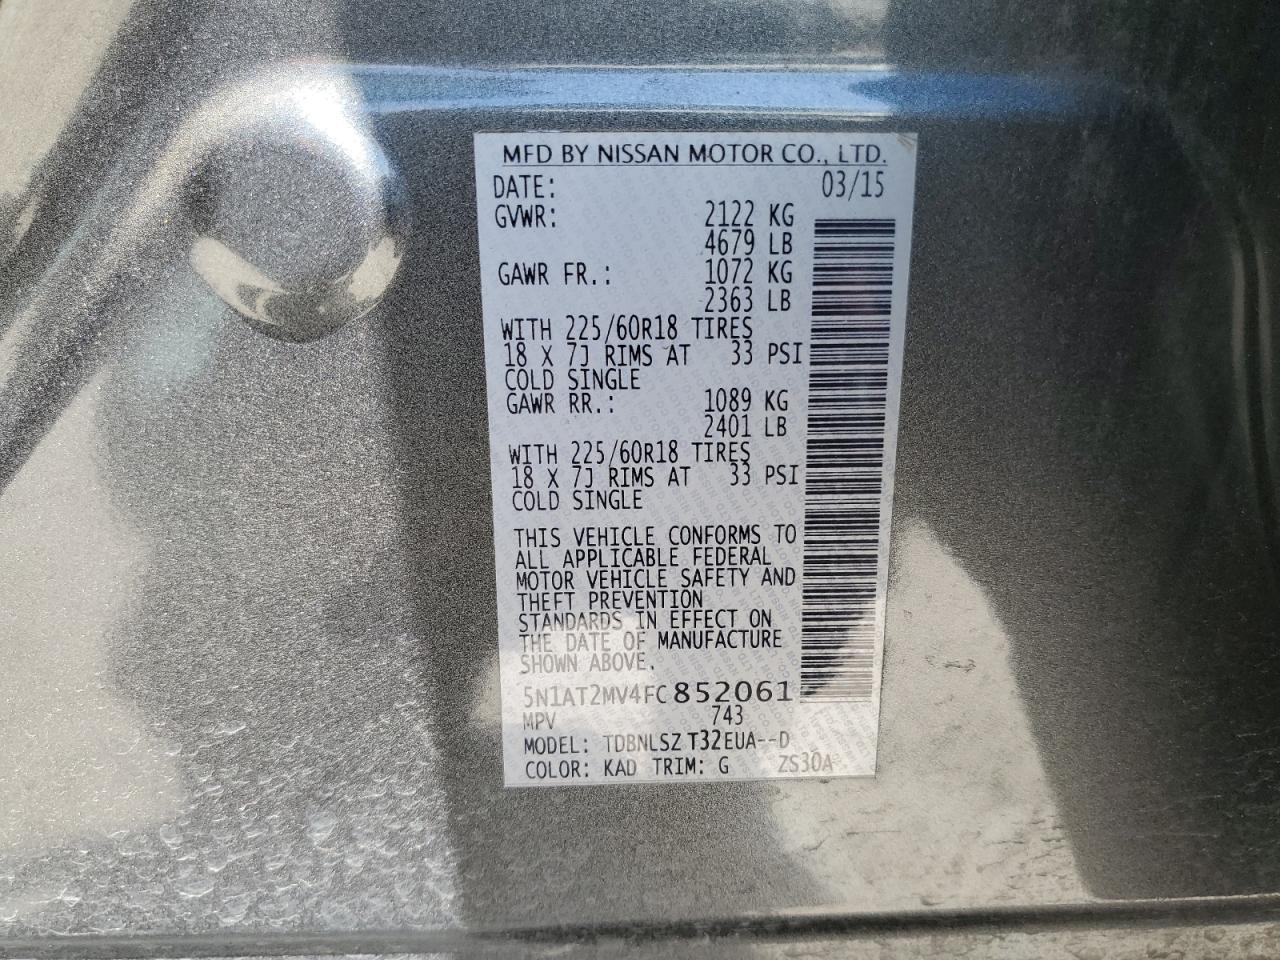 MFD BY NISSAN MOTOR CO., LTD.
DATE: 03/15
GVWR: 2122 KG
4679 LB
GAWR FR.: 1072 KG
2363 LB
WITH 225/60R18 TIRES
18 X 7J RIMS AT 33 PSI
COLD SINGLE
GAWR RR.: 1089 KG
2401 LB
WITH 225/60R18 TIRES
18 X 7J RIMS AT 33 PSI
COLD SINGLE
THIS VEHICLE CONFORMS TO
ALL APPLICABLE FEDERAL
MOTOR VEHICLE SAFETY AND
THEFT PREVENTION
STANDARDS IN EFFECT ON
THE DATE OF MANUFACTURE
SHOWN ABOVE.
5N1AT2MV4FC852061
MPV 743
MODEL: TDBNLSZ T32EUA--D
COLOR: KAD TRIM: G ZS30A